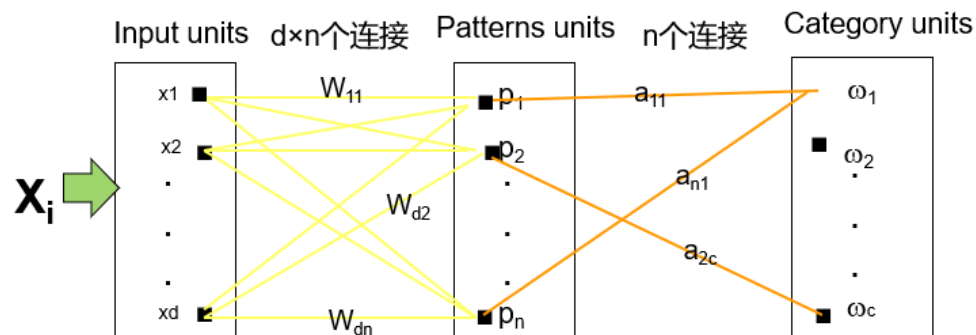 Input units
d×n个连接
Patterns units
n个连接
Category units
x1
W11
p1
a11
ω1
x2
p2
ω2
Xi
Wd2
an1
a2c
xd
Wdn
pn
ωc